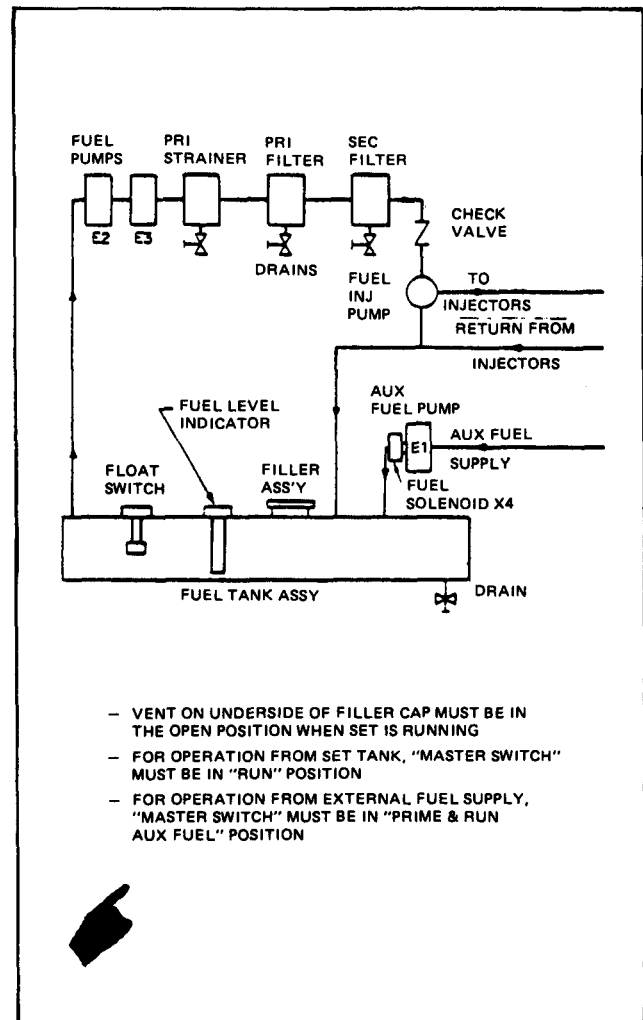 FUEL
PUMPS
PRI
STRAINER
PRI
FILTER
SEC
FILTER
E2
E3
DRAINS
CHECK
VALVE
FUEL
INJ
PUMP
TO
INJECTORS
RETURN FROM
INJECTORS
AUX
FUEL PUMP
E1
AUX FUEL
SUPPLY
FUEL
SOLENOID X4
FUEL LEVEL
INDICATOR
FLOAT
SWITCH
FILLER
ASS'Y
FUEL TANK ASSY
DRAIN
– VENT ON UNDERSIDE OF FILLER CAP MUST BE IN
THE OPEN POSITION WHEN SET IS RUNNING
– FOR OPERATION FROM SET TANK, "MASTER SWITCH"
MUST BE IN "RUN" POSITION
– FOR OPERATION FROM EXTERNAL FUEL SUPPLY,
"MASTER SWITCH" MUST BE IN "PRIME & RUN
AUX FUEL" POSITION